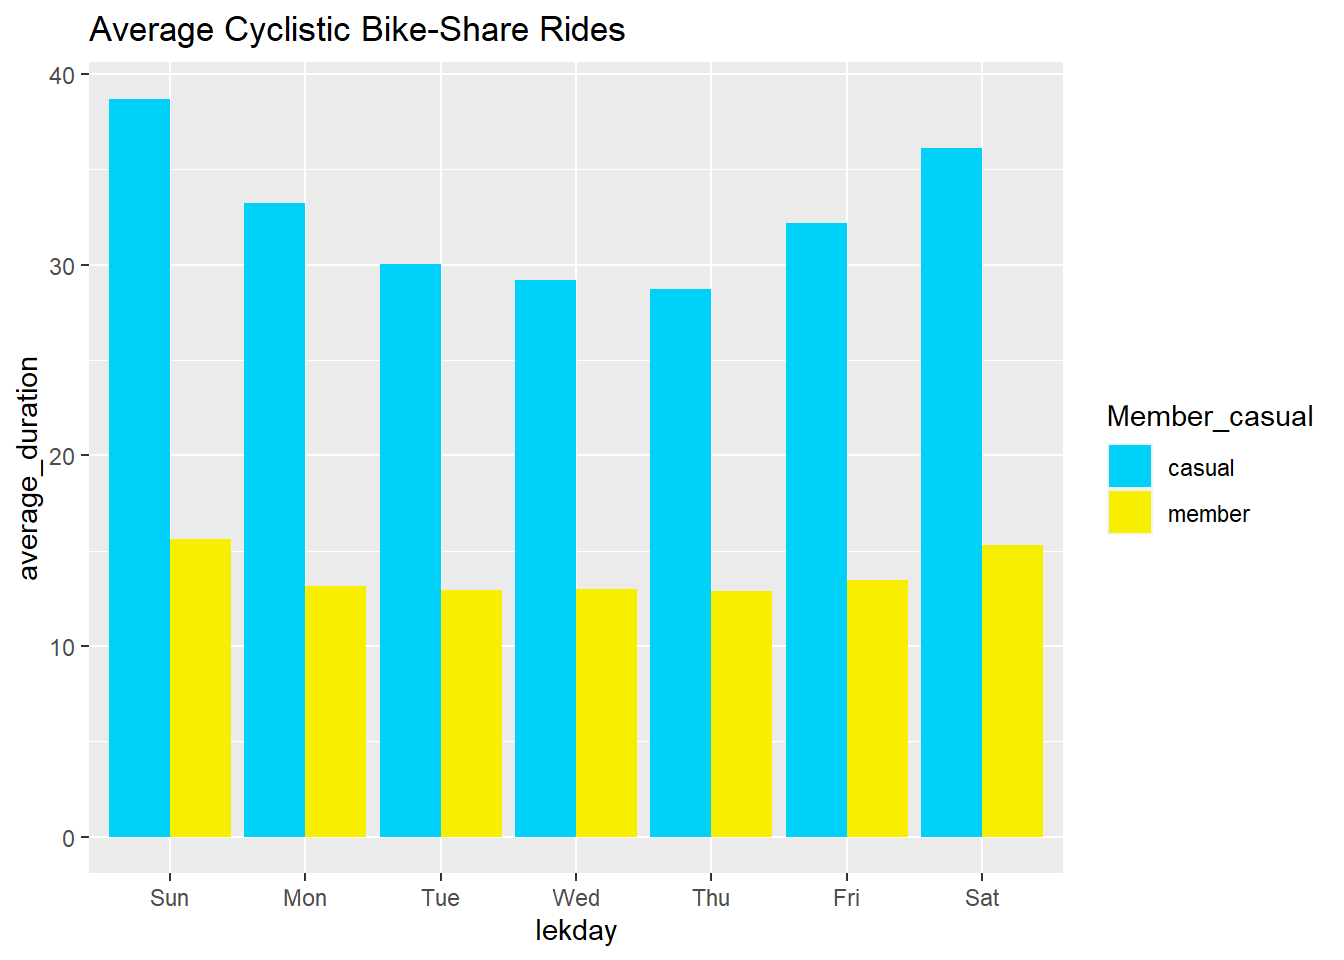 Average Cyclistic Bike-Share Rides
40
30
20
10
0
average_duration
Sun Mon Tue Wed Thu Fri Sat
lekday
Member_casual
casual
member